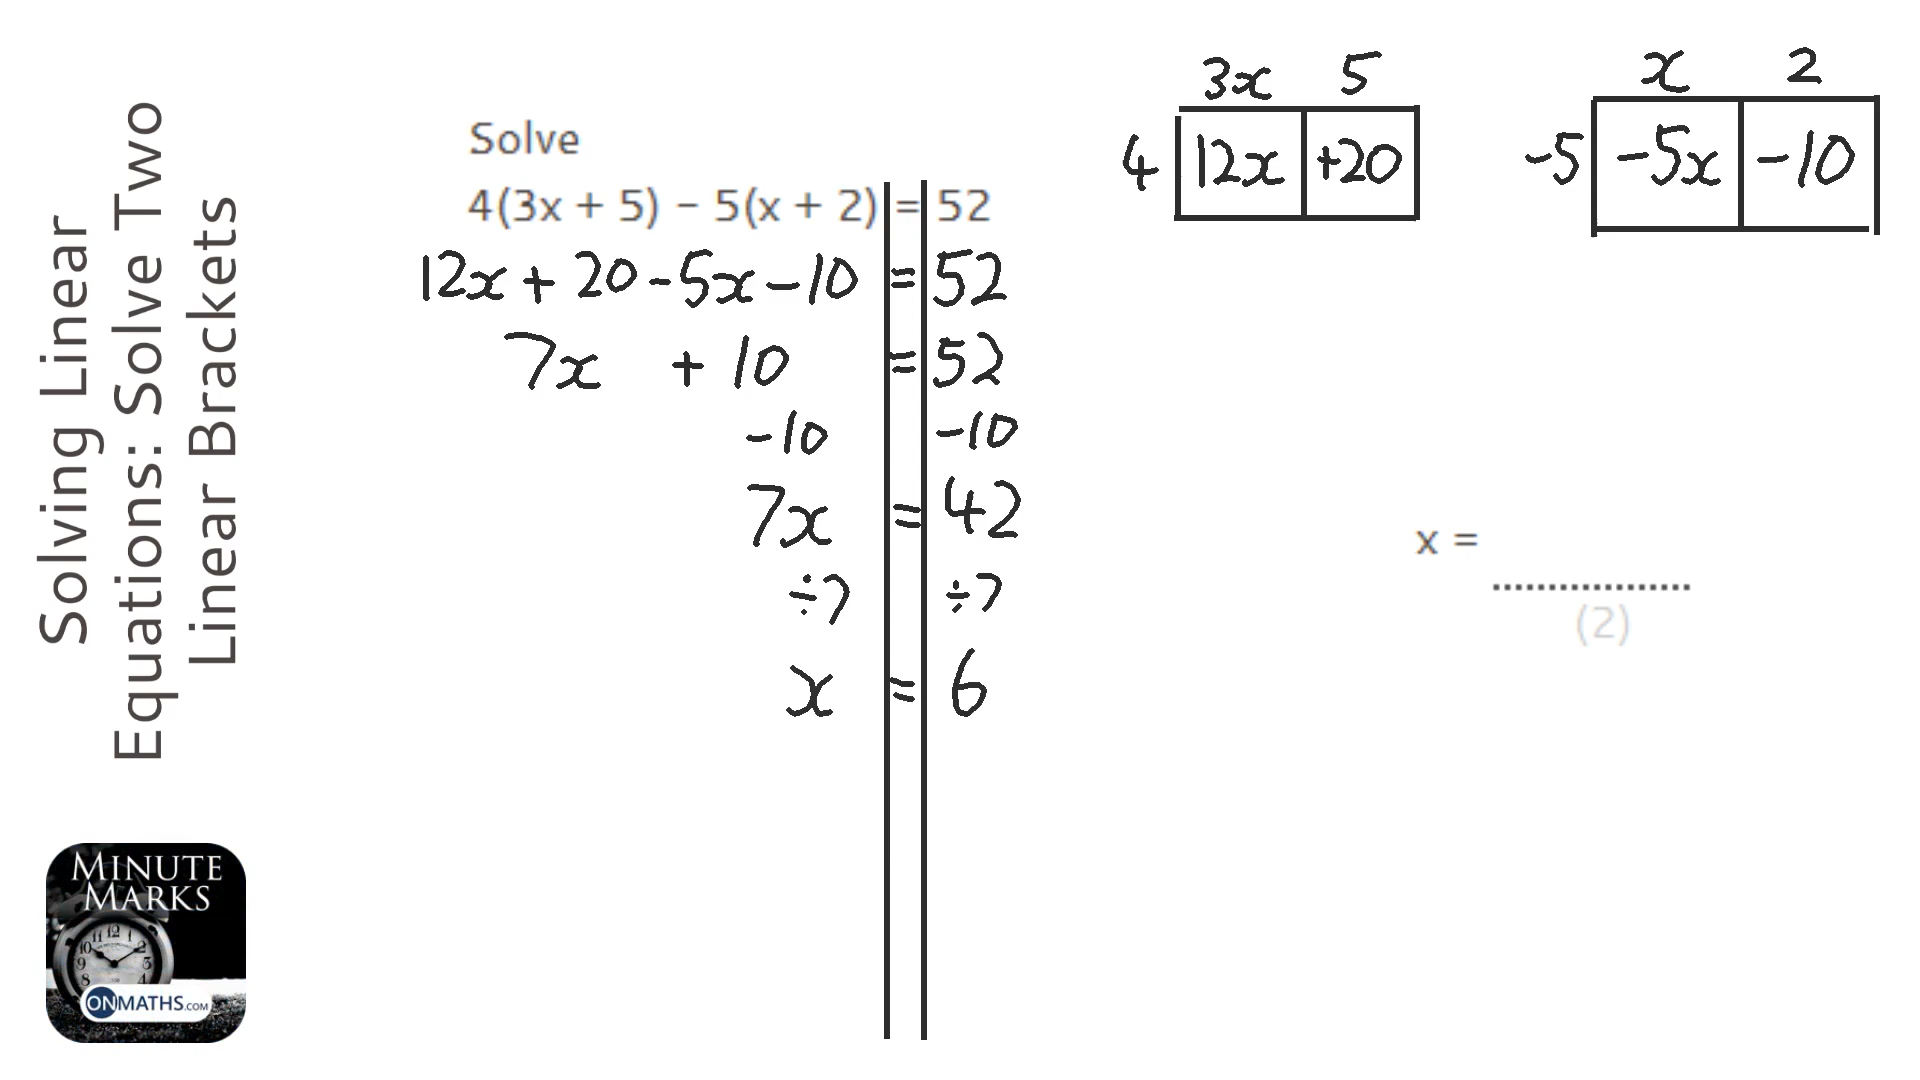 Solving Linear
Equations: Solve Two
Linear Brackets
Solve
4(3x + 5) − 5(x + 2) = 52
12x + 20 - 5x - 10 = 52
7x + 10 = 52
-10 -10
7x = 42
÷7 ÷7
x = 6
3x 5
4 12x +20
x 2
-5 -5x -10
x =
(2)
MINUTE
MARKS
ONMATHS.COM